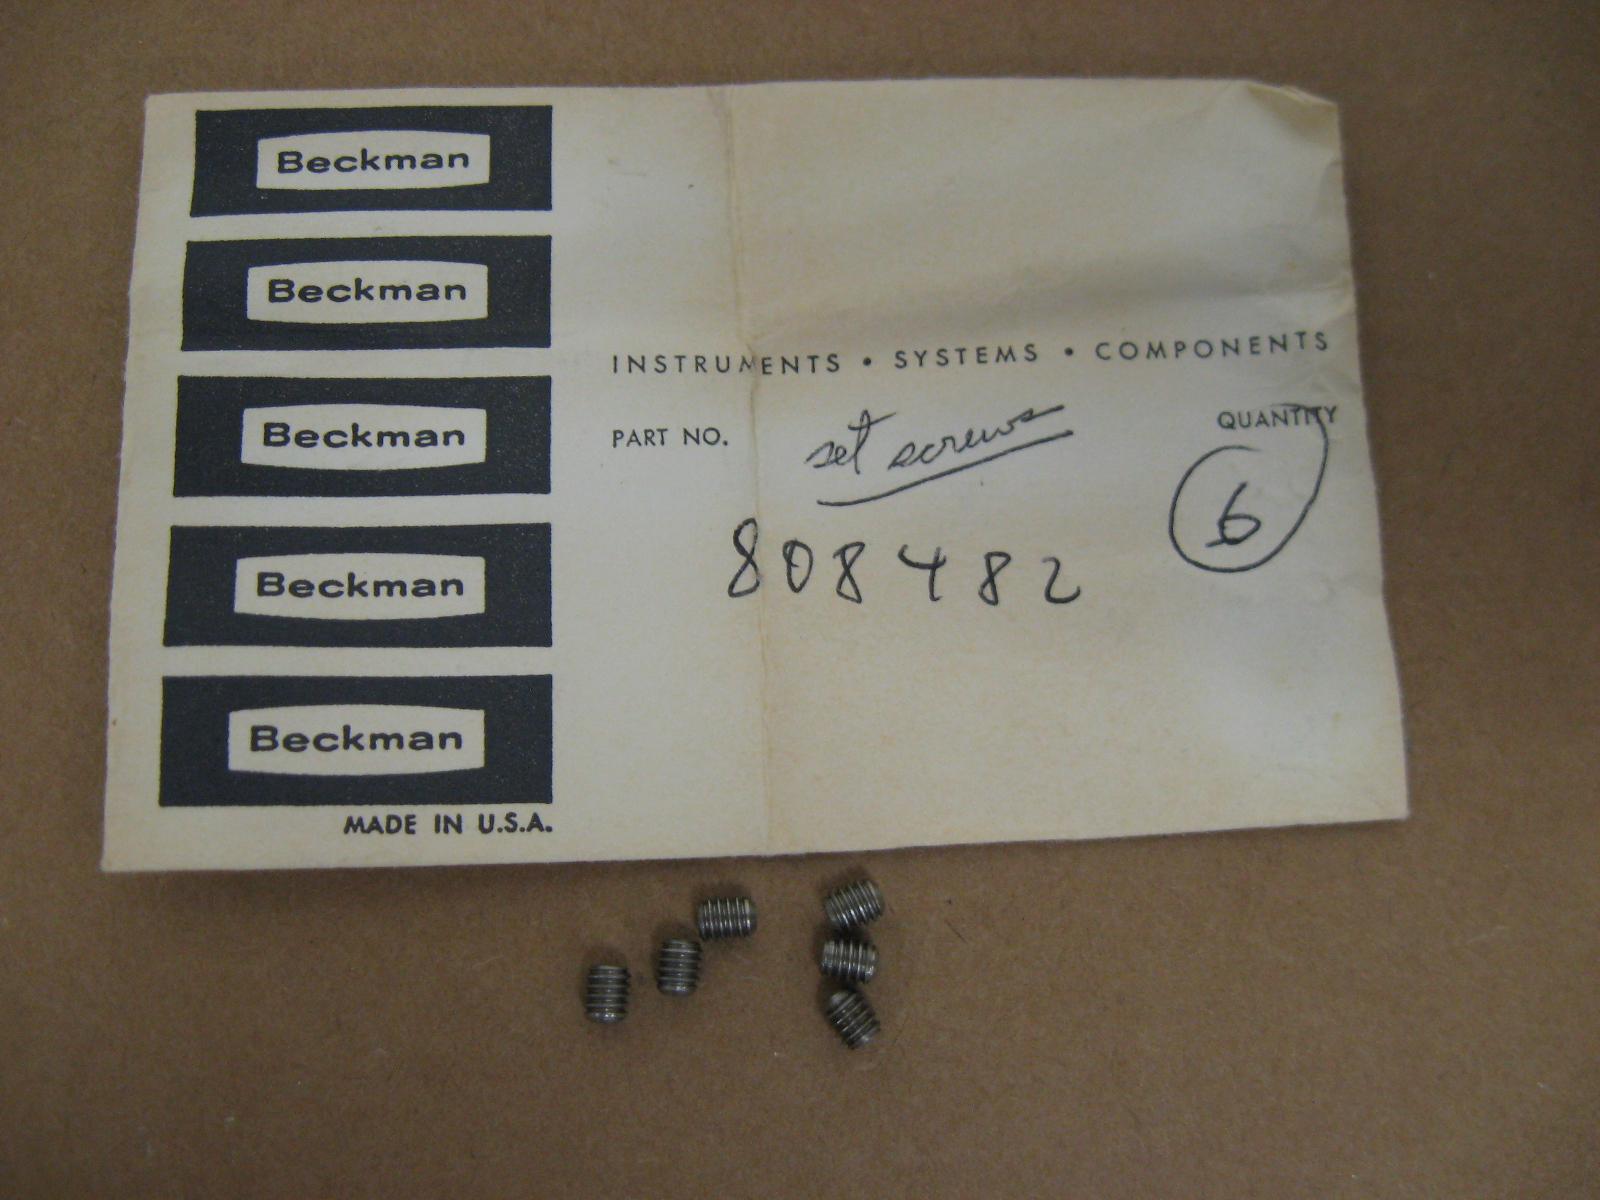 Beckman
Beckman
Beckman
Beckman
Beckman
MADE IN U.S.A.
INSTRUMENTS • SYSTEMS • COMPONENTS
PART NO. set screws QUANTITY
808482 6